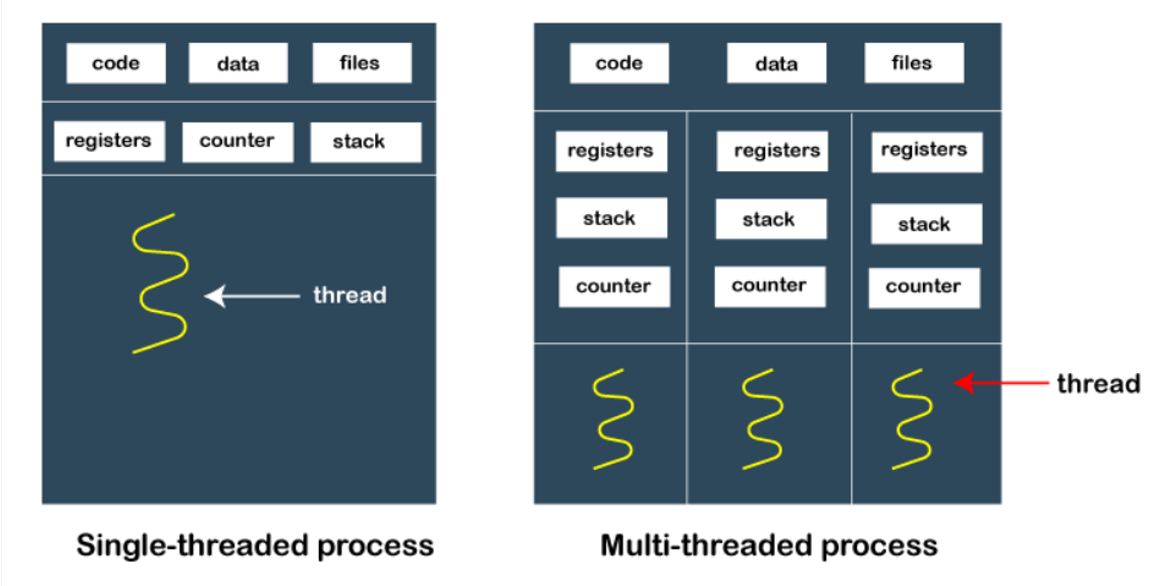 code data files
registers counter stack
thread
Single-threaded process
code data files
registers registers registers
stack stack stack
counter counter counter
thread
Multi-threaded process